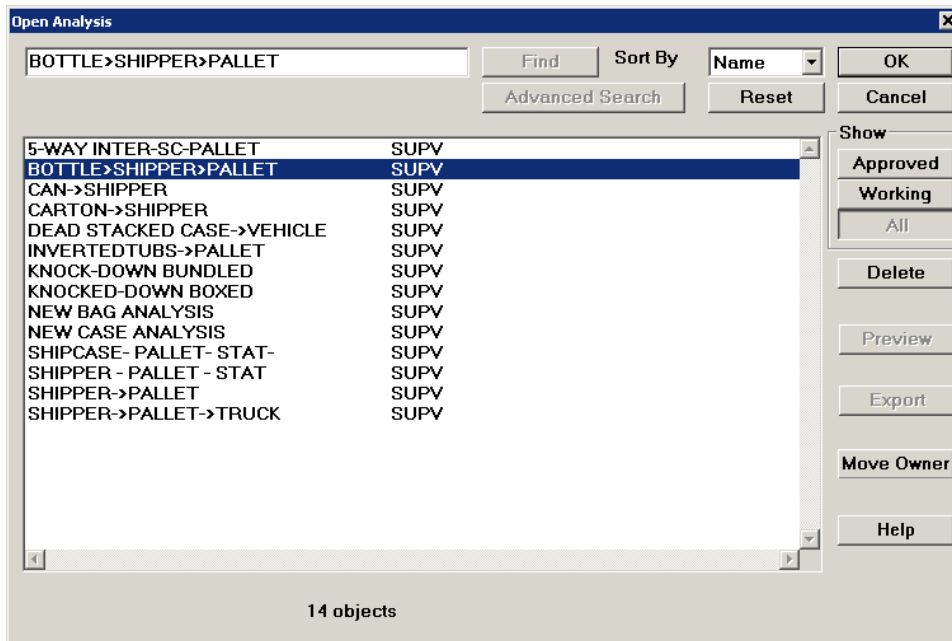 Open Analysis
BOTTLE>SHIPPER>PALLET Find Sort By Name OK
Advanced Search Reset Cancel
Show
5-WAY INTER-SC-PALLET SUPV
BOTTLE>SHIPPER>PALLET SUPV Approved
CAN->SHIPPER SUPV Working
CARTON->SHIPPER SUPV
DEAD STACKED CASE->VEHICLE SUPV All
INVERTEDTUBS->PALLET SUPV
KNOCK-DOWN BUNDLED SUPV Delete
KNOCKED-DOWN BOXED SUPV
NEW BAG ANALYSIS SUPV
NEW CASE ANALYSIS SUPV Preview
SHIPCASE- PALLET- STAT- SUPV
SHIPPER - PALLET - STAT SUPV
SHIPPER->PALLET SUPV Export
SHIPPER->PALLET->TRUCK SUPV
Move Owner
Help
14 objects